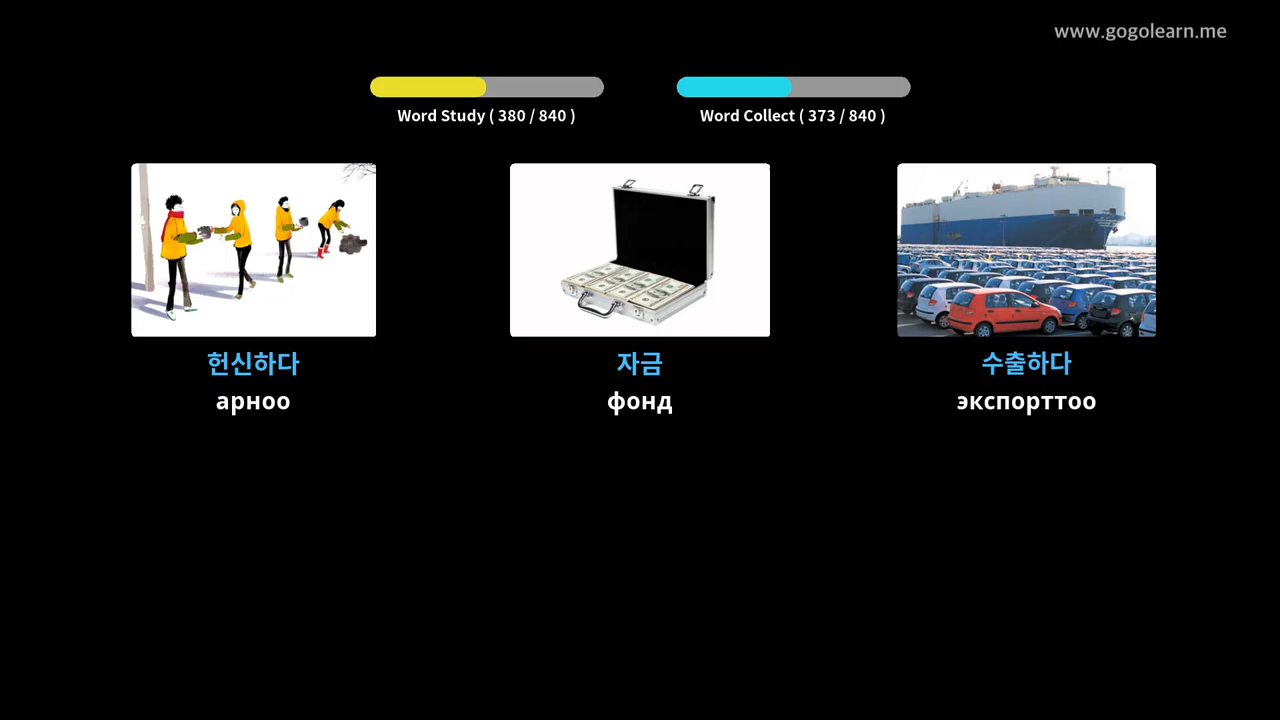 www.gogolearn.me
Word Study ( 380 / 840 )
Word Collect ( 373 / 840 )
헌신하다
арноо
자금
фонд
수출하다
экспорттоо